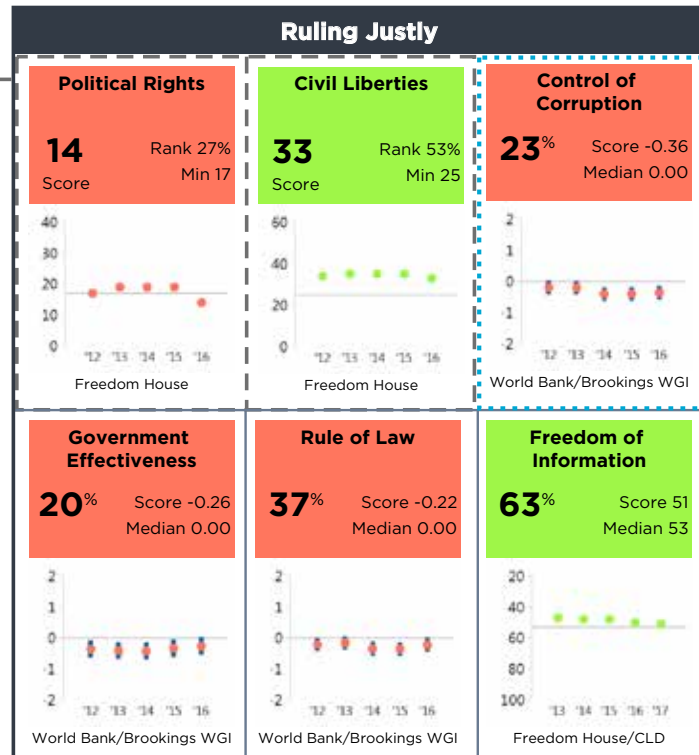 Ruling Justly
Political Rights
14
Score
Rank 27%
Min 17
40
30
20
10
0
'12 '13 '14 '15 '16
Freedom House
Civil Liberties
33
Score
Rank 53%
Min 25
60
40
20
0
'12 '13 '14 '15 '16
Freedom House
Control of
Corruption
23%
Score -0.36
Median 0.00
2
1
0
-1
-2
'12 '13 '14 '15 '16
World Bank/Brookings WGI
Government
Effectiveness
20%
Score -0.26
Median 0.00
2
1
0
-1
-2
'12 '13 '14 '15 '16
World Bank/Brookings WGI
Rule of Law
37%
Score -0.22
Median 0.00
2
1
0
-1
-2
'12 '13 '14 '15 '16
World Bank/Brookings WGI
Freedom of
Information
63%
Score 51
Median 53
20
40
60
80
100
'13 '14 '15 '16 '17
Freedom House/CLD